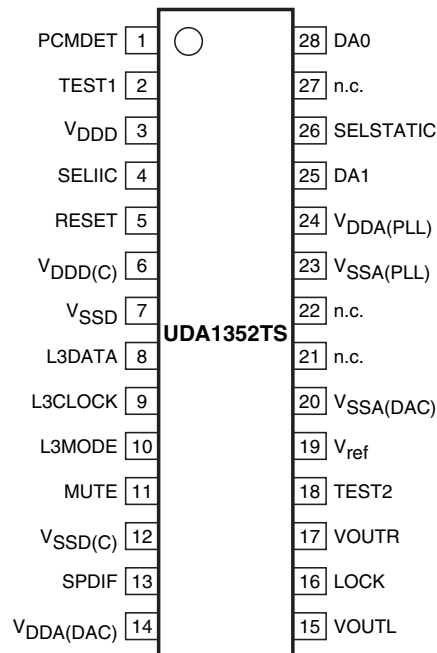 PCMDET 1
TEST1 2
VDDD 3
SELIIC 4
RESET 5
VDDD(C) 6
VSSD 7
L3DATA 8
L3CLOCK 9
L3MODE 10
MUTE 11
VSSD(C) 12
SPDIF 13
VDDA(DAC) 14
UDA1352TS
28 DA0
27 n.c.
26 SELSTATIC
25 DA1
24 VDDA(PLL)
23 VSSA(PLL)
22 n.c.
21 n.c.
20 VSSA(DAC)
19 Vref
18 TEST2
17 VOUTR
16 LOCK
15 VOUTL